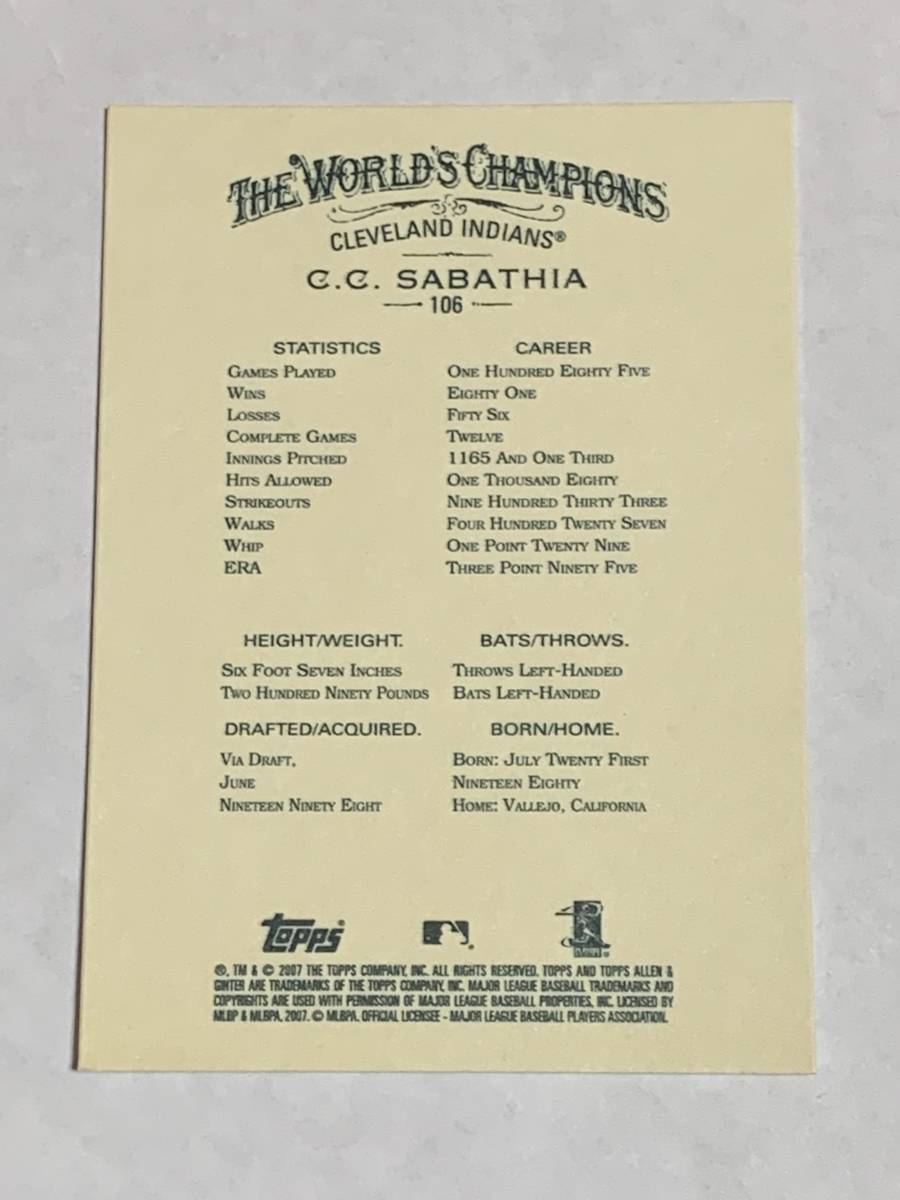 THE WORLD'S CHAMPIONS
CLEVELAND INDIANS®
C.C. SABATHIA
106
STATISTICS CAREER
GAMES PLAYED ONE HUNDRED EIGHTY FIVE
WINS EIGHTY ONE
LOSSES FIFTY SIX
COMPLETE GAMES TWELVE
INNINGS PITCHED 1165 AND ONE THIRD
HITS ALLOWED ONE THOUSAND EIGHTY
STRIKEOUTS NINE HUNDRED THIRTY THREE
WALKS FOUR HUNDRED TWENTY SEVEN
WHIP ONE POINT TWENTY NINE
ERA THREE POINT NINETY FIVE
HEIGHT/WEIGHT. BATS/THROWS.
SIX FOOT SEVEN INCHES THROWS LEFT-HANDED
TWO HUNDRED NINETY POUNDS BATS LEFT-HANDED
DRAFTED/ACQUIRED. BORN/HOME.
VIA DRAFT, BORN: JULY TWENTY FIRST
JUNE NINETEEN EIGHTY
NINETEEN NINETY EIGHT HOME: VALLEJO, CALIFORNIA
Topps
®, TM & © 2007 THE TOPPS COMPANY, INC. ALL RIGHTS RESERVED. TOPPS AND TOPPS ALLEN &
GINTER ARE TRADEMARKS OF THE TOPPS COMPANY, INC. MAJOR LEAGUE BASEBALL TRADEMARKS AND
COPYRIGHTS ARE USED WITH PERMISSION OF MAJOR LEAGUE BASEBALL PROPERTIES, INC. LICENSED BY
MLBP & MLBPA, 2007. © MLBPA. OFFICIAL LICENSEE - MAJOR LEAGUE BASEBALL PLAYERS ASSOCIATION.